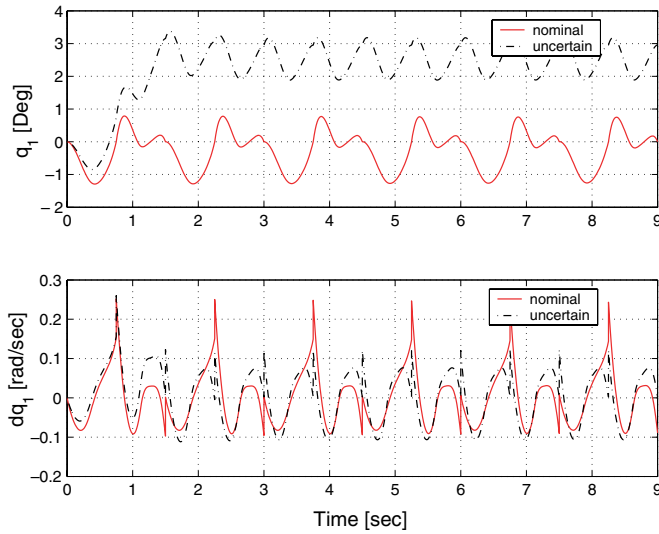 4
3
2
1
0
−1
−2
q1 [Deg]
nominal
uncertain
0 1 2 3 4 5 6 7 8 9
0.3
0.2
0.1
0
−0.1
0.2
dq1 [rad/sec]
nominal
uncertain
0 1 2 3 4 5 6 7 8 9
Time [sec]